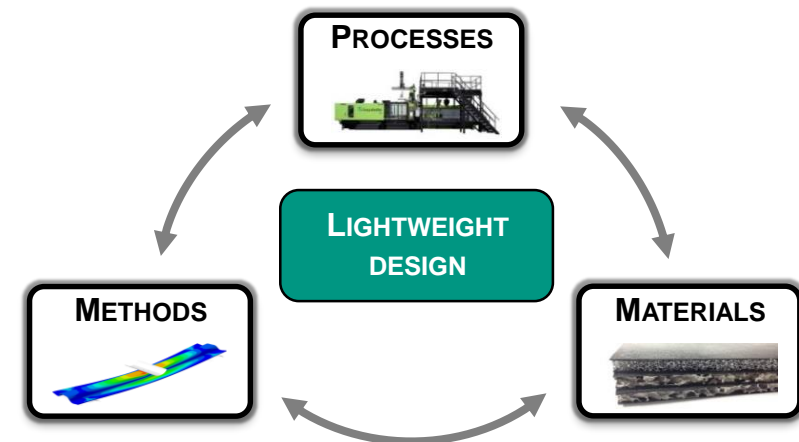 PROCESSES
LIGHTWEIGHT
DESIGN
METHODS
MATERIALS